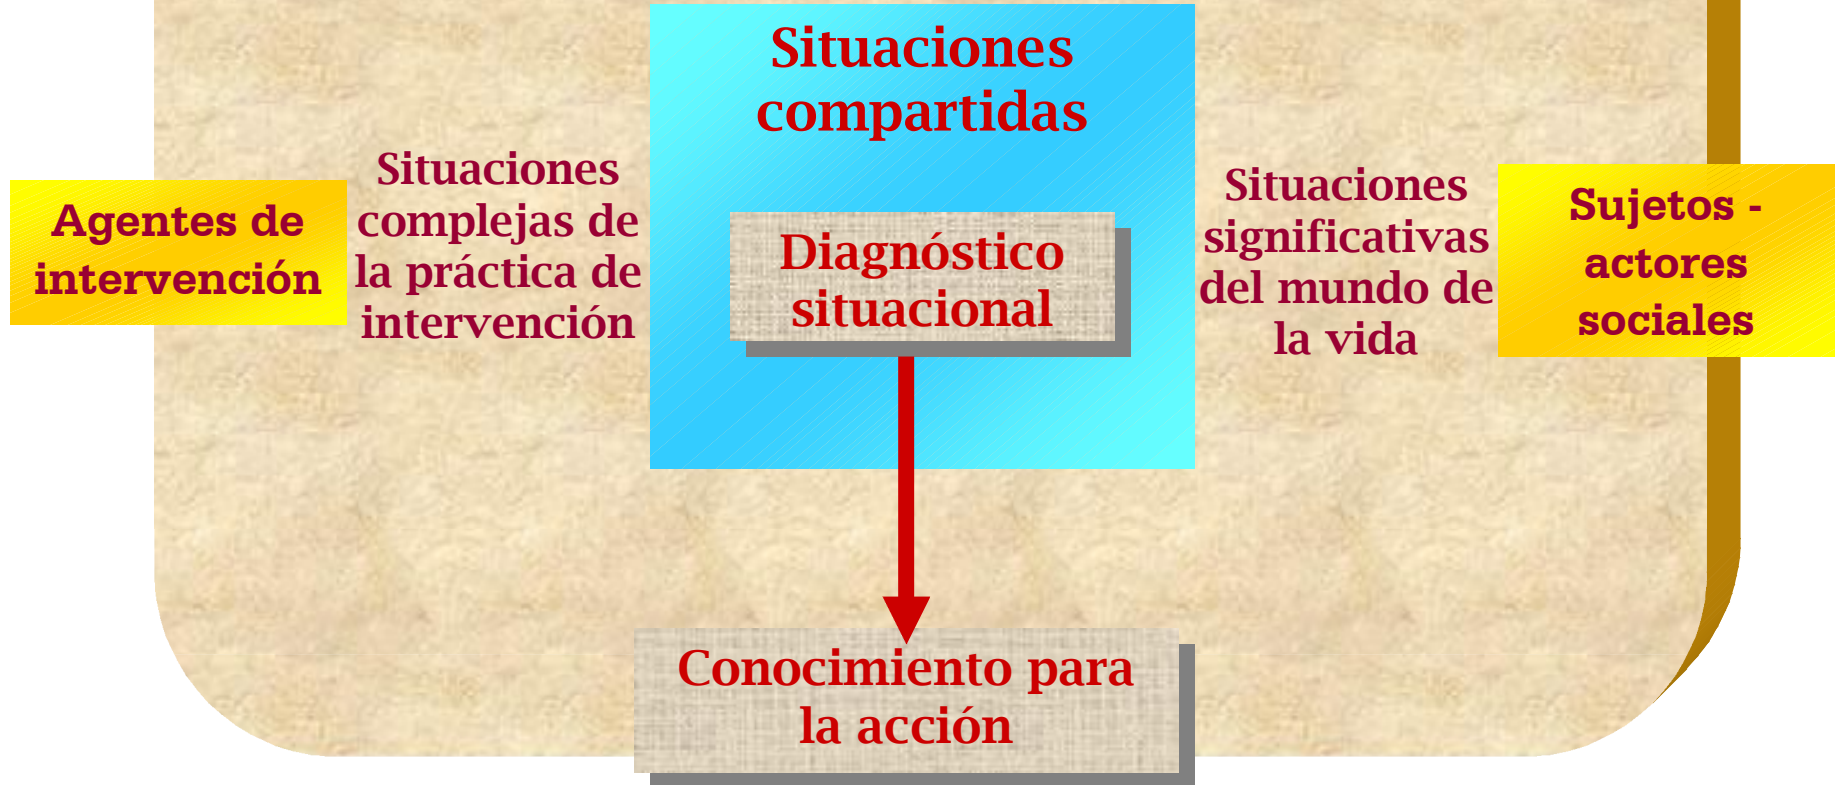 Situaciones
compartidas
Agentes de
intervención
Situaciones
complejas de
la práctica de
intervención
Diagnóstico
situacional
Situaciones
significativas
del mundo de
la vida
Sujetos -
actores
sociales
Conocimiento para
la acción